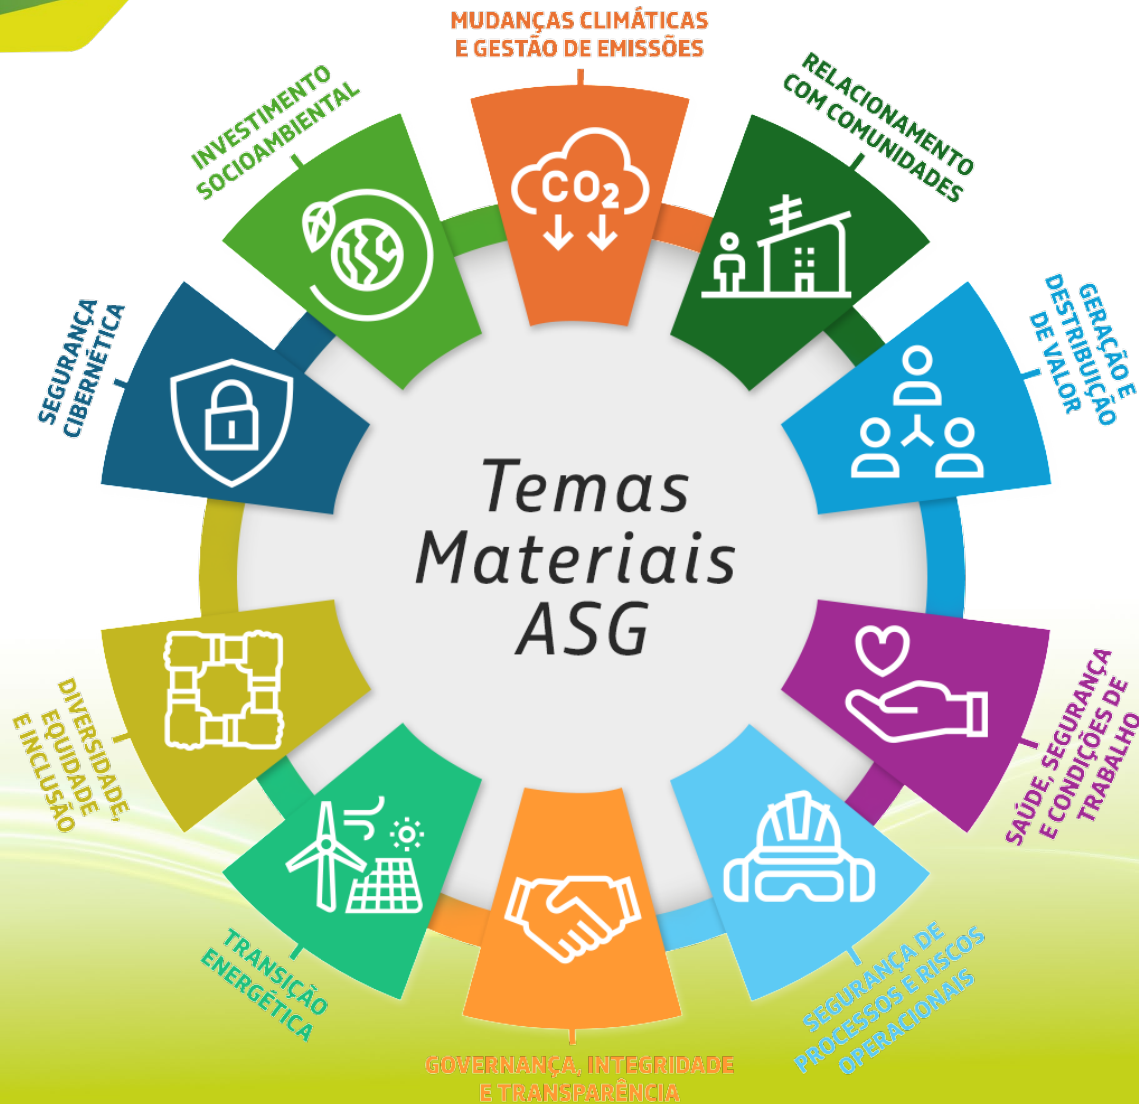 MUDANÇAS CLIMÁTICAS
E GESTÃO DE EMISSÕES
RELACIONAMENTO
COM COMUNIDADES
GERAÇÃO E
DESTRIBUIÇÃO
DE VALOR
SAÚDE, SEGURANÇA
E CONDIÇÕES DE
TRABALHO
SEGURANÇA DE
PROCESSOS E RISCOS
OPERACIONAIS
GOVERNANÇA, INTEGRIDADE
E TRANSPARÊNCIA
TRANSIÇÃO
ENERGÉTICA
DIVERSIDADE,
EQUIDADE
E INCLUSÃO
SEGURANÇA
CIBERNÉTICA
INVESTIMENTO
SOCIOAMBIENTAL
CO₂
Temas
Materiais
ASG